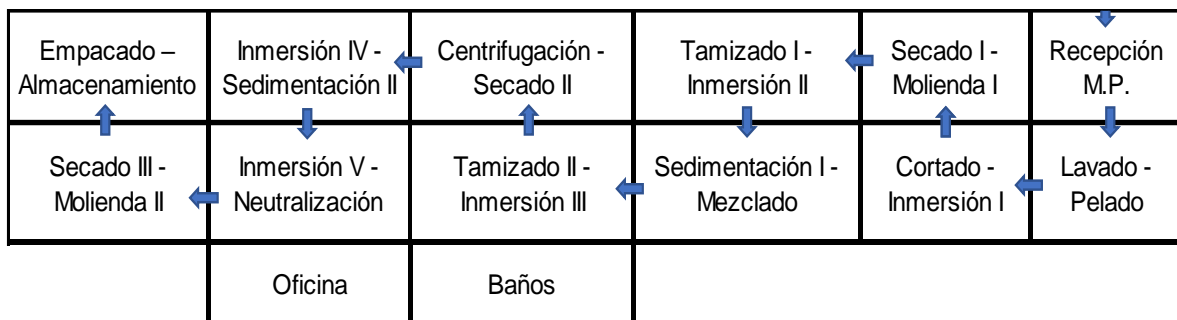 Empacado –
Almacenamiento
Inmersión IV -
Sedimentación II
Centrifugación -
Secado II
Tamizado I -
Inmersión II
Secado I -
Molienda I
Recepción
M.P.
Secado III -
Molienda II
Inmersión V -
Neutralización
Tamizado II -
Inmersión III
Sedimentación I -
Mezclado
Cortado -
Inmersión I
Lavado -
Pelado
Oficina
Baños